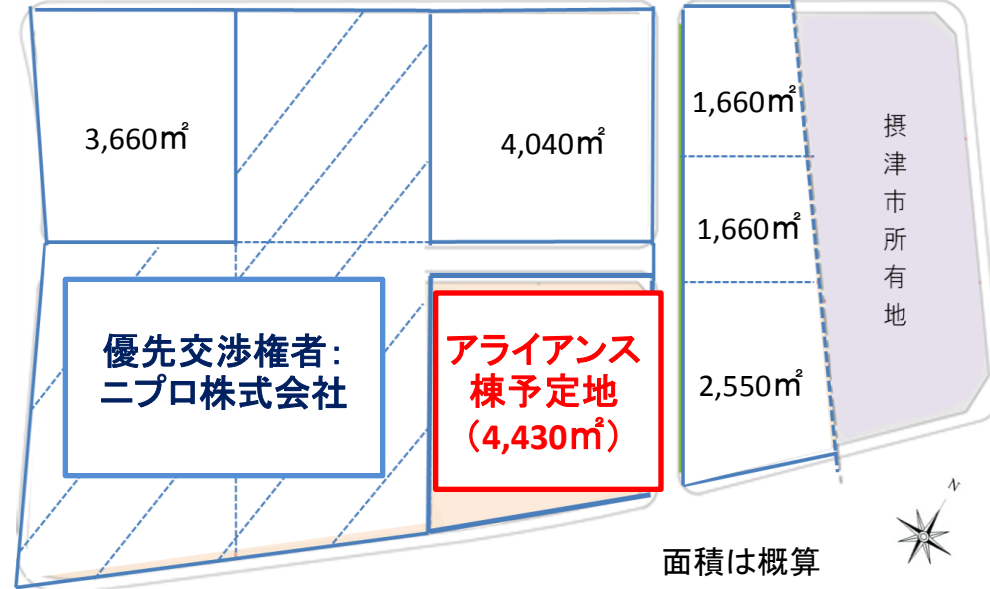 3,660㎡
4,040㎡
1,660㎡
1,660㎡
2,550㎡
摂津市所有地
優先交渉権者：
ニプロ株式会社
アライアンス
棟予定地
（4,430㎡）
N
面積は概算